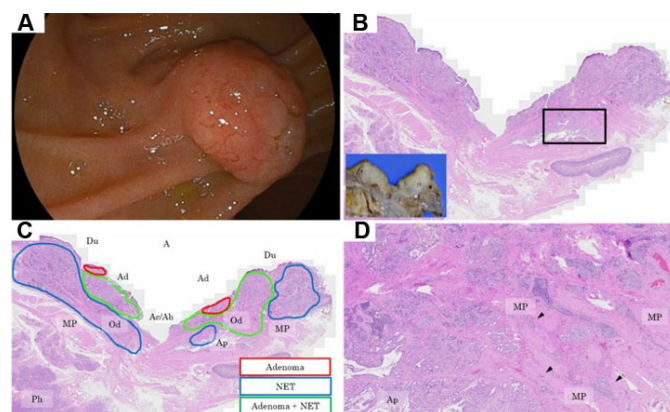 A
B
C
Du
A
Du
Ad
Ad
Ac/Ab
MP
Od
Od
MP
Ap
Ph
Adenoma
NET
Adenoma + NET
D
MP
MP
Ap
MP